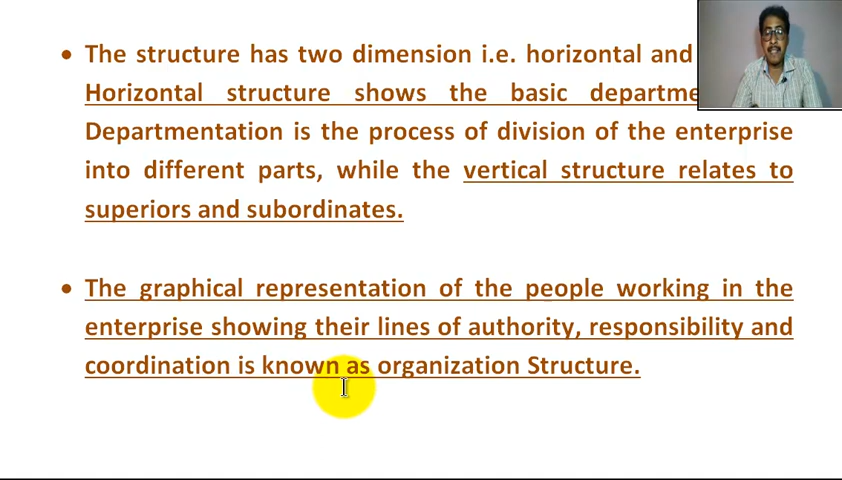 • The structure has two dimension i.e. horizontal and
Horizontal structure shows the basic
Departmentation is the process of division of the enterprise
into different parts, while the vertical structure relates to
superiors and subordinates.
• The graphical representation of the people working in the
enterprise showing their lines of authority, responsibility and
coordination is known as organization Structure.